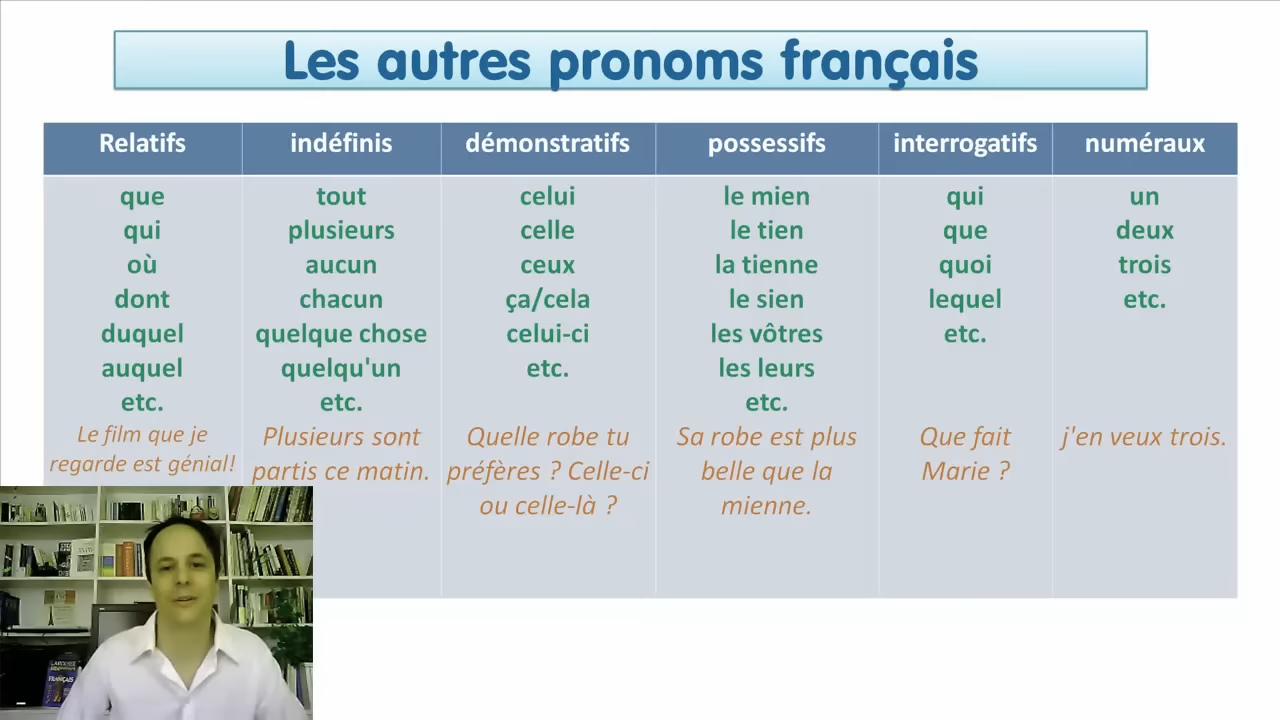 Les autres pronoms français
Relatifs
que
qui
où
dont
duquel
auquel
etc.
Le film que je
regarde est génial!
indéfinis
tout
plusieurs
aucun
chacun
quelque chose
quelqu'un
etc.
Plusieurs sont
partis ce matin.
démonstratifs
celui
celle
ceux
ça/cela
celui-ci
etc.
Quelle robe tu
préfères ? Celle-ci
ou celle-là ?
possessifs
le mien
le tien
la tienne
le sien
les vôtres
les leurs
etc.
Sa robe est plus
belle que la
mienne.
interrogatifs
qui
que
quoi
lequel
etc.
Que fait
Marie ?
numéraux
un
deux
trois
etc.
j'en veux trois.
LAROUSSE
FRANÇAIS